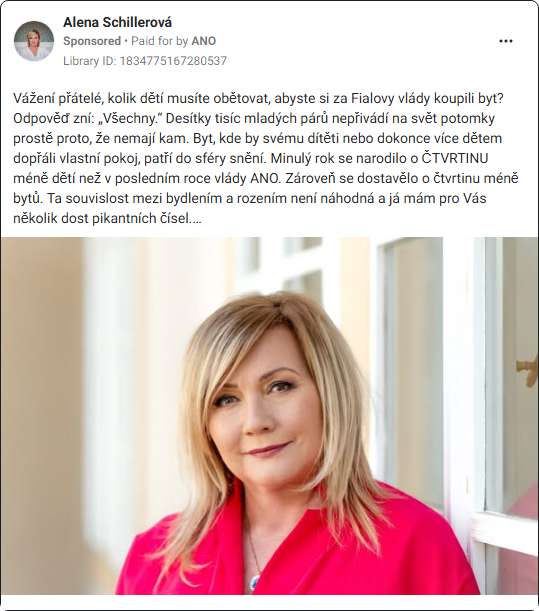 Alena Schillerová
Sponsored • Paid for by ANO
Library ID: 1834775167280537
Vážení přátelé, kolik dětí musíte obětovat, abyste si za Fialovy vlády koupili byt?
Odpověď zní: „Všechny.“ Desítky tisíc mladých párů nepřivádí na svět potomky
prostě proto, že nemají kam. Byt, kde by svému dítěti nebo dokonce více dětem
dopřáli vlastní pokoj, patří do sféry snění. Minulý rok se narodilo o ČTVRTINU
méně dětí než v posledním roce vlády ANO. Zároveň se dostavělo o čtvrtinu méně
bytů. Ta souvislost mezi bydlením a rozením není náhodná a já mám pro Vás
několik dost pikantních čísel....